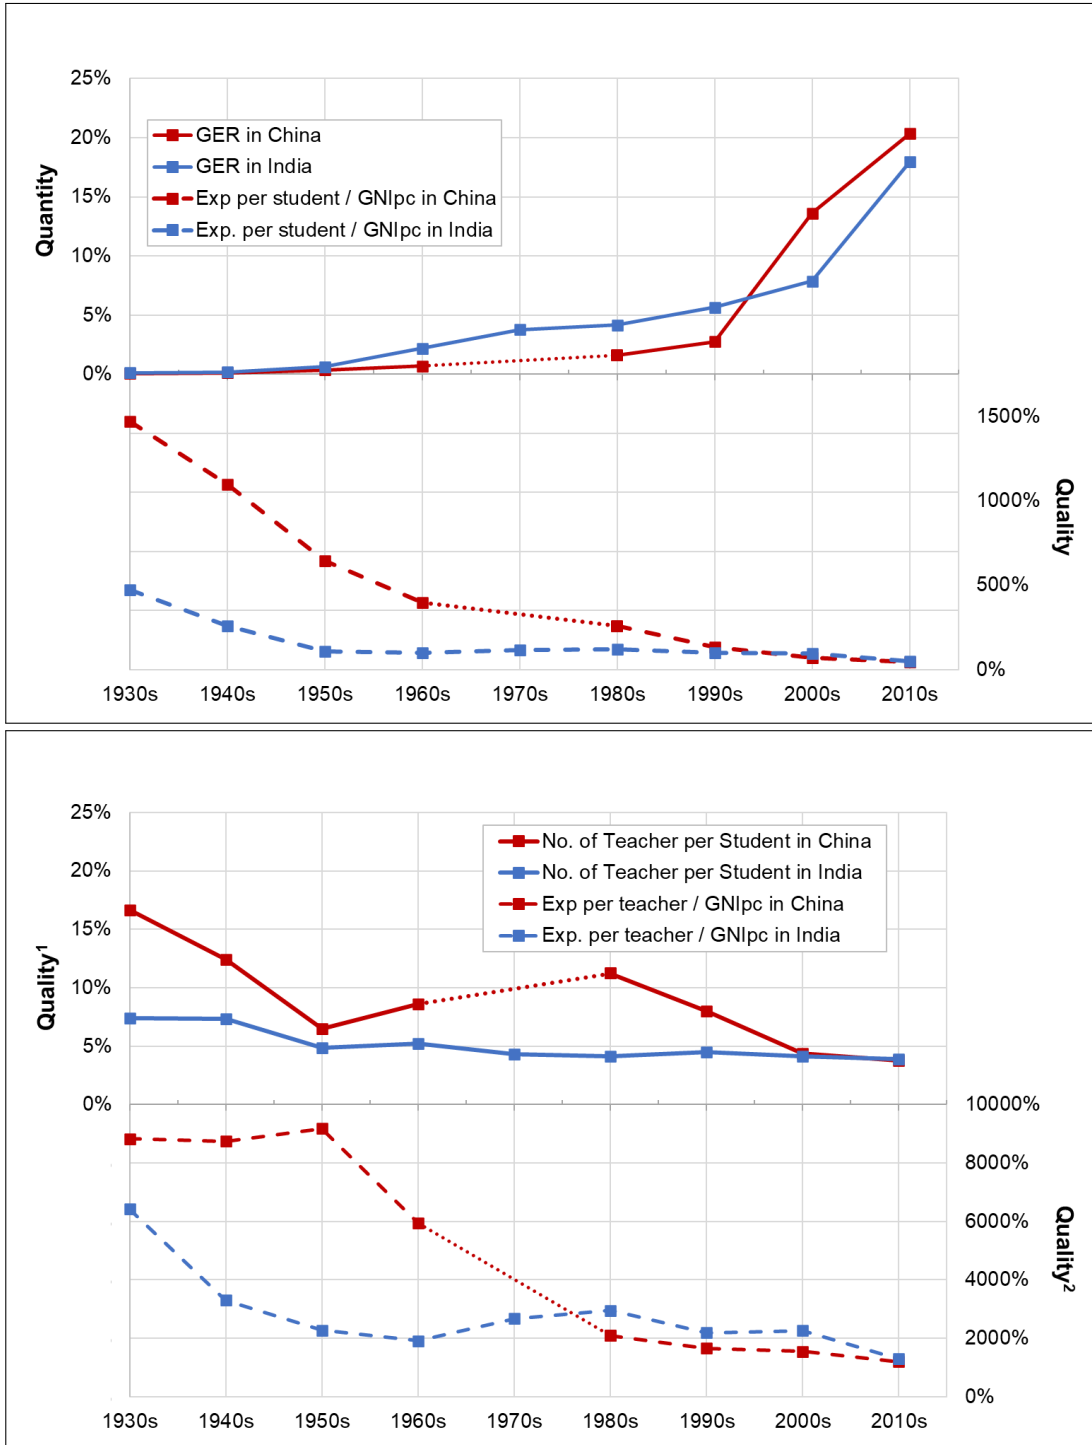 25%
20%
15%
10%
5%
0%
Quantity
GER in China
GER in India
Exp per student / GNIpc in China
Exp. per student / GNIpc in India
1500%
1000%
500%
0%
Quality
1930s 1940s 1950s 1960s 1970s 1980s 1990s 2000s 2010s
25%
20%
15%
10%
5%
0%
Quality¹
No. of Teacher per Student in China
No. of Teacher per Student in India
Exp per teacher / GNIpc in China
Exp. per teacher / GNIpc in India
10000%
8000%
6000%
4000%
2000%
0%
Quality²
1930s 1940s 1950s 1960s 1970s 1980s 1990s 2000s 2010s